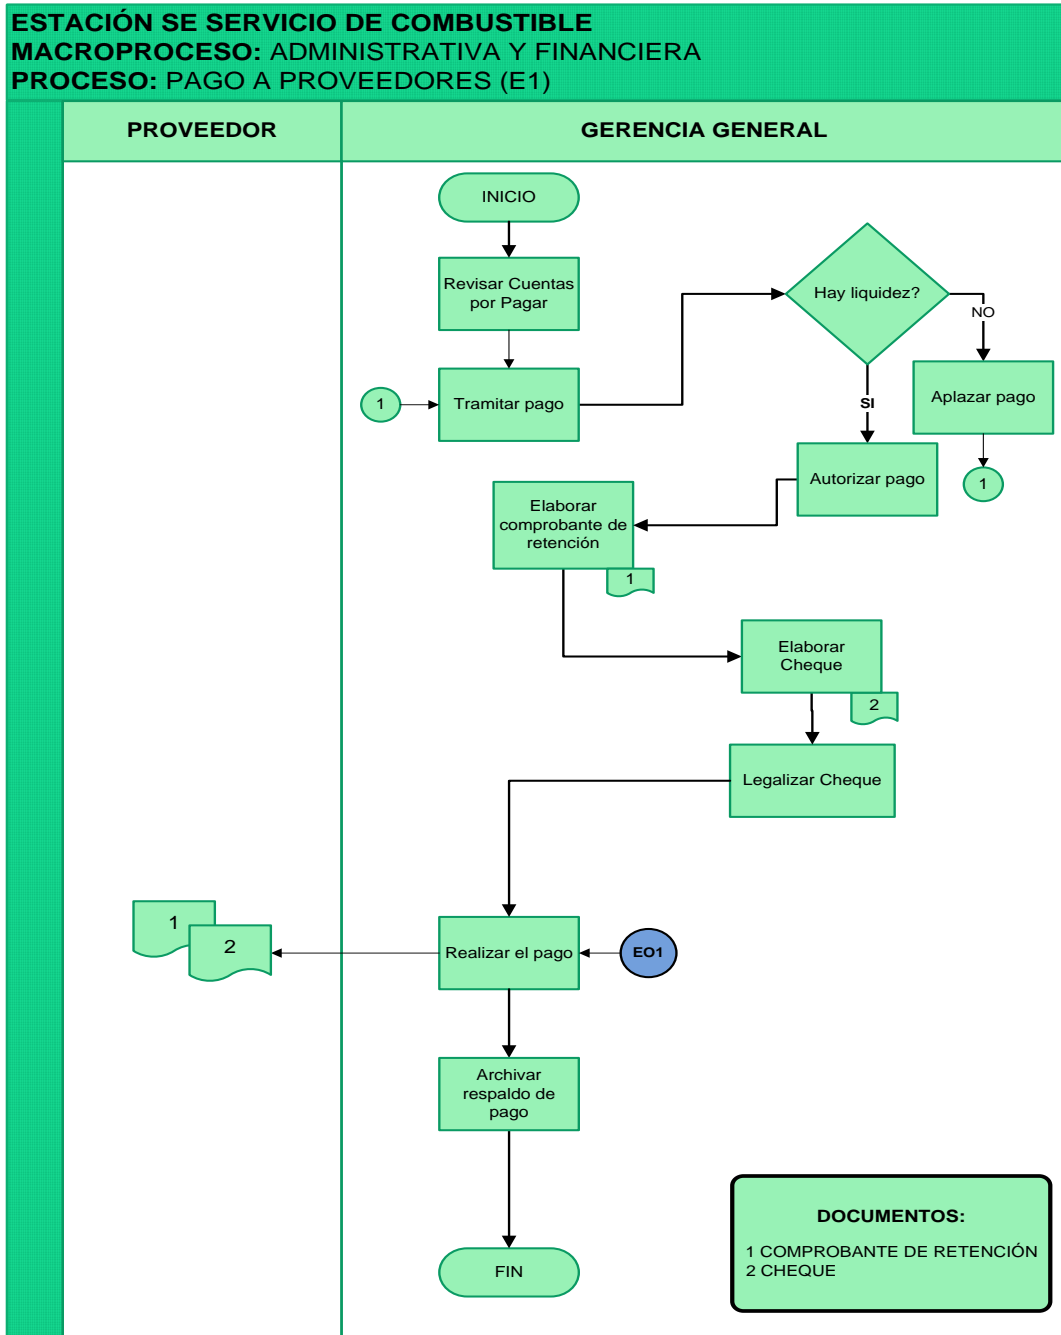 ESTACIÓN SE SERVICIO DE COMBUSTIBLE
MACROPROCESO: ADMINISTRATIVA Y FINANCIERA
PROCESO: PAGO A PROVEEDORES (E1)
PROVEEDOR
GERENCIA GENERAL
INICIO
Revisar Cuentas
por Pagar
Hay liquidez?
NO
1
Tramitar pago
SI
Aplazar pago
Autorizar pago
1
Elaborar
comprobante de
retención
1
Elaborar
Cheque
2
Legalizar Cheque
1
2
Realizar el pago
EO1
Archivar
respaldo de
pago
FIN
DOCUMENTOS:
1 COMPROBANTE DE RETENCIÓN
2 CHEQUE